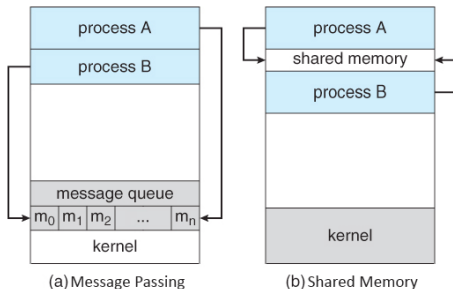 process A
process B
message queue
m0 m1 m2 ... mn
kernel
(a) Message Passing
process A
shared memory
process B
kernel
(b) Shared Memory